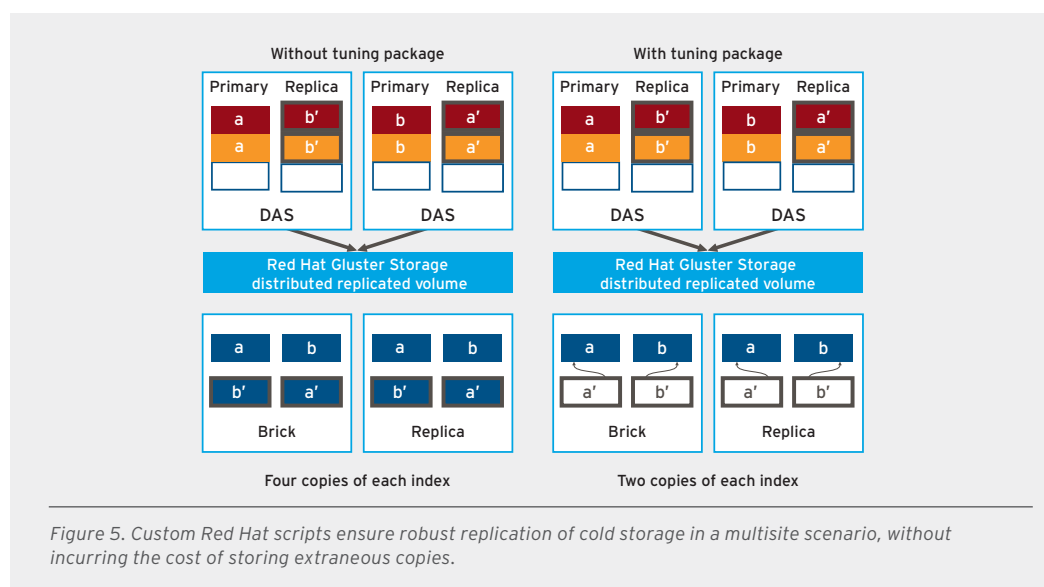 Without tuning package
With tuning package
Primary Replica Primary Replica
Primary Replica Primary Replica
a b′ b a′
a b′ b a′
a b′ b a′
a b′ b a′
DAS DAS
DAS DAS
Red Hat Gluster Storage
distributed replicated volume
Red Hat Gluster Storage
distributed replicated volume
a b a b
a b a b
b′ a′ b′ a′
a′ b′ a′ b′
Brick Replica
Brick Replica
Four copies of each index
Two copies of each index
Figure 5. Custom Red Hat scripts ensure robust replication of cold storage in a multisite scenario, without
incurring the cost of storing extraneous copies.